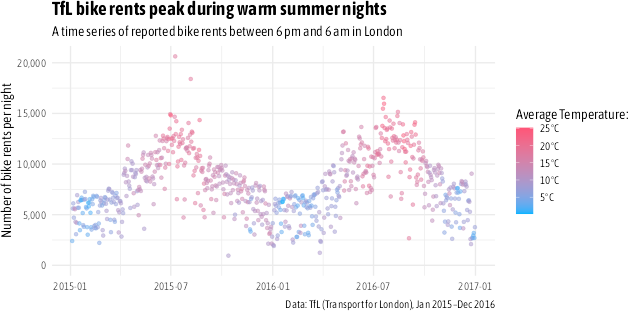 TfL bike rents peak during warm summer nights
A time series of reported bike rents between 6 pm and 6 am in London
Number of bike rents per night
20,000
15,000
10,000
5,000
0
2015-01
2015-07
2016-01
2016-07
2017-01
Average Temperature:
25°C
20°C
15°C
10°C
5°C
Data: TfL (Transport for London), Jan 2015–Dec 2016